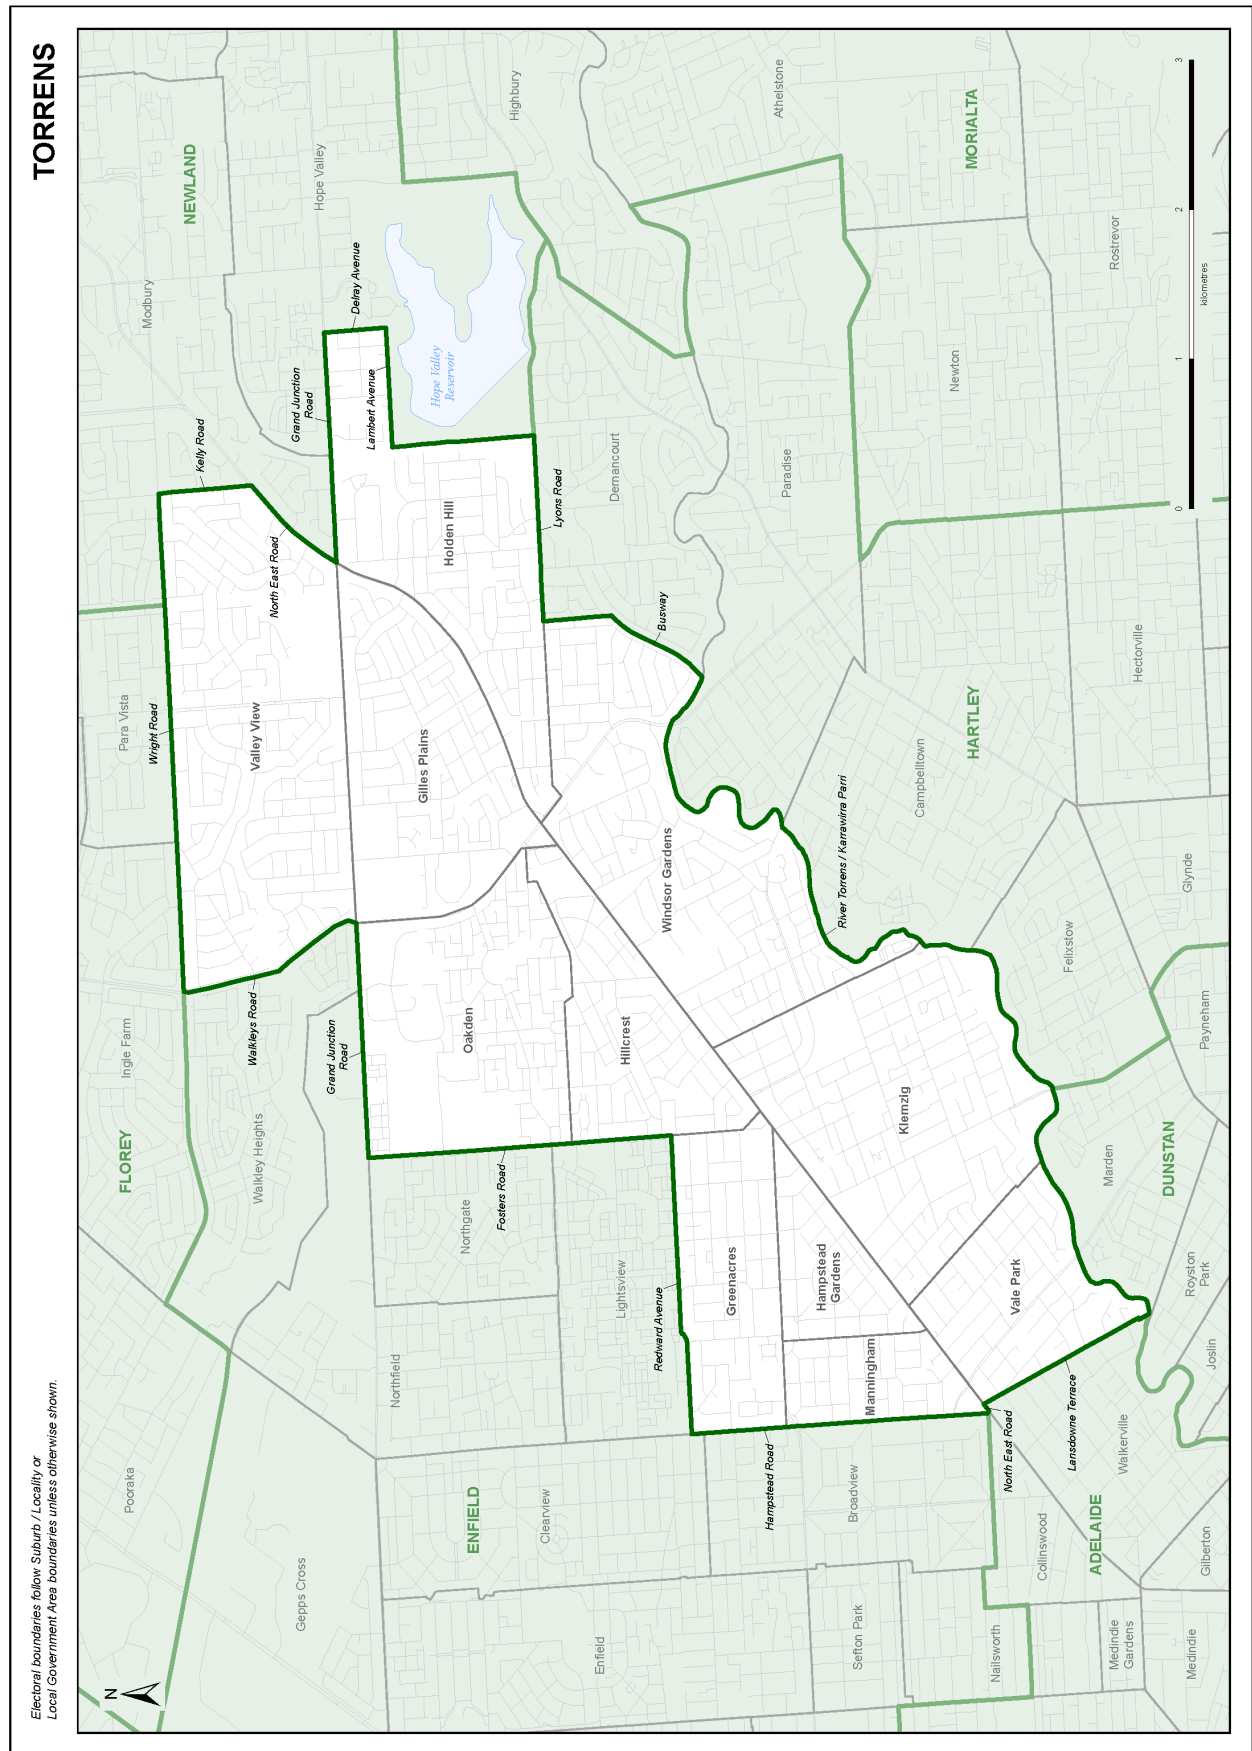 TORRENS
Electoral boundaries follow Suburb / Locality or
Local Government Area boundaries unless otherwise shown.
N
Pooraka
FLOREY
Ingle Farm
Para Vista
Wright Road
Modbury
NEWLAND
Kelly Road
Gepps Cross
Walkley Heights
Walkleys Road
Valley View
North East Road
Hope Valley
Grand Junction
Road
Delray Avenue
Grand Junction
Road
Lambert Avenue
Northfield
Northgate
Oakden
Gilles Plains
Holden Hill
Hope Valley
Reservoir
Highbury
ENFIELD
Clearview
Fosters Road
Lyons Road
Enfield
Lightsview
Hillcrest
Dernancourt
Redward Avenue
Windsor Gardens
Busway
Greenacres
Hampstead Road
Hampstead
Gardens
Paradise
Athelstone
Sefton Park
Broadview
Manningham
Klemzig
River Torrens / Karrawirra Parri
Campbelltown
Newton
HARTLEY
MORIALTA
Nailsworth
North East Road
Vale Park
Collinswood
Lansdowne Terrace
Felixstow
ADELAIDE
Walkerville
Marden
Hectorville
Rostrevor
Medindie
Gardens
DUNSTAN
Glynde
Medindie
Gilberton
Joslin
Royston
Park
Payneham
0
1
2
3
kilometres